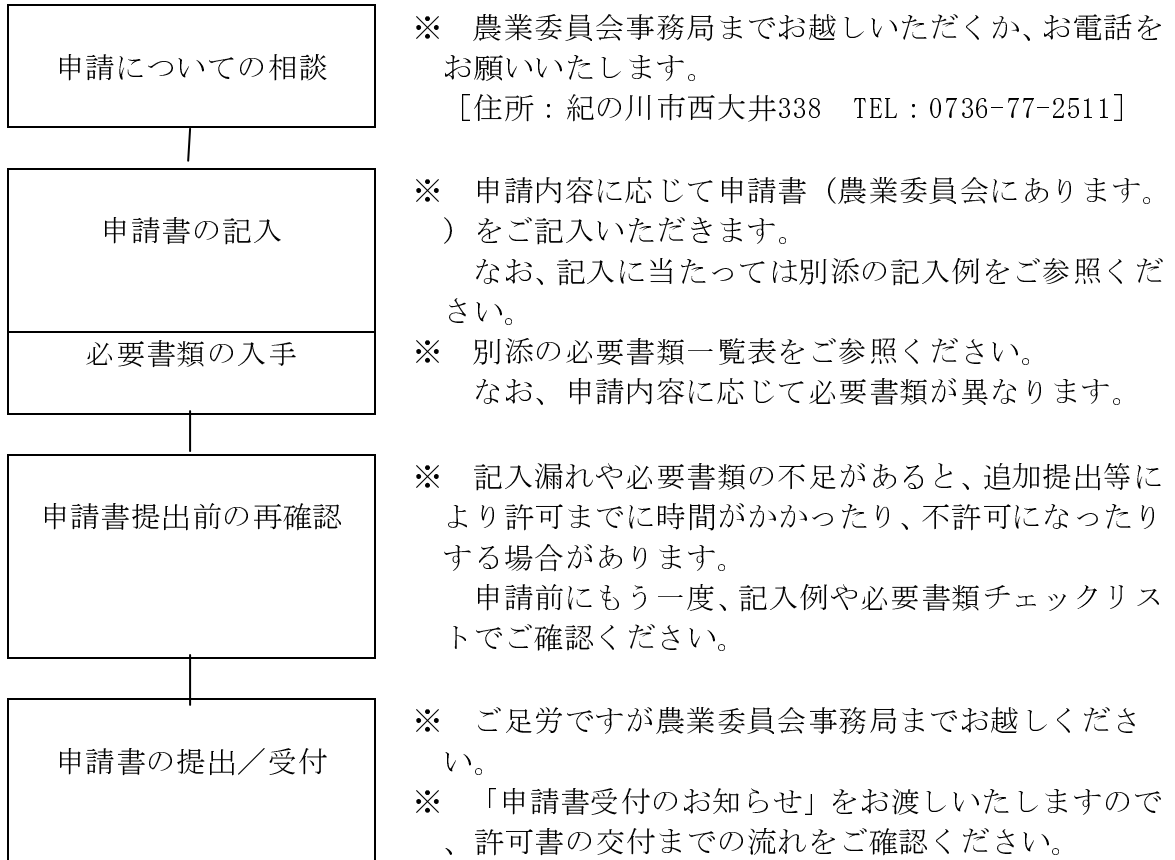 申請についての相談
※　農業委員会事務局までお越しいただくか、お電話を
お願いいたします。
［住所：紀の川市西大井338　TEL：0736-77-2511］
申請書の記入
※　申請内容に応じて申請書（農業委員会にあります。
）をご記入いただきます。
なお、記入に当たっては別添の記入例をご参照くだ
さい。
必要書類の入手
※　別添の必要書類一覧表をご参照ください。
なお、申請内容に応じて必要書類が異なります。
申請書提出前の再確認
※　記入漏れや必要書類の不足があると、追加提出等に
より許可までに時間がかかったり、不許可になったり
する場合があります。
申請前にもう一度、記入例や必要書類チェックリス
トでご確認ください。
申請書の提出／受付
※　ご足労ですが農業委員会事務局までお越しくださ
い。
※　「申請書受付のお知らせ」をお渡しいたしますので
、許可書の交付までの流れをご確認ください。